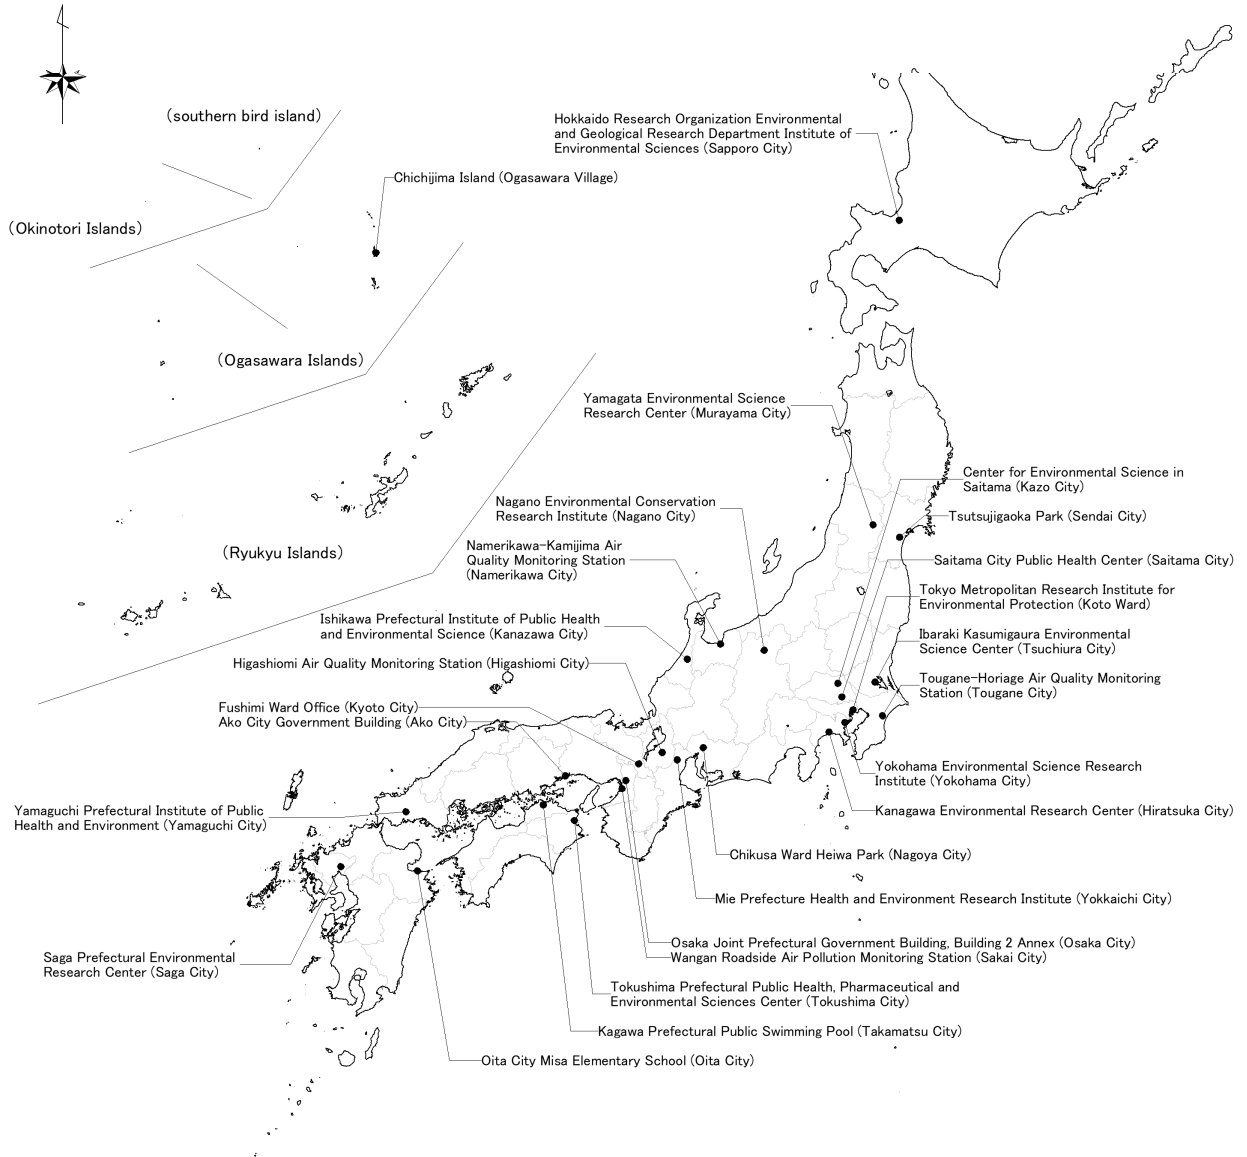 (southern bird island)
Hokkaido Research Organization Environmental
and Geological Research Department Institute of
Environmental Sciences (Sapporo City)
Chichijima Island (Ogasawara Village)
(Okinotori Islands)
(Ogasawara Islands)
Yamagata Environmental Science
Research Center (Murayama City)
Center for Environmental Science in
Saitama (Kazo City)
Nagano Environmental Conservation
Research Institute (Nagano City)
Tsutsujigaoka Park (Sendai City)
(Ryukyu Islands)
Namerikawa-Kamijima Air
Quality Monitoring Station
(Namerikawa City)
Saitama City Public Health Center (Saitama City)
Tokyo Metropolitan Research Institute for
Environmental Protection (Koto Ward)
Ishikawa Prefectural Institute of Public Health
and Environmental Science (Kanazawa City)
Ibaraki Kasumigaura Environmental
Science Center (Tsuchiura City)
Higashiomi Air Quality Monitoring Station (Higashiomi City)
Tougane-Horiage Air Quality Monitoring
Station (Tougane City)
Fushimi Ward Office (Kyoto City)
Ako City Government Building (Ako City)
Yokohama Environmental Science Research
Institute (Yokohama City)
Yamaguchi Prefectural Institute of Public
Health and Environment (Yamaguchi City)
Kanagawa Environmental Research Center (Hiratsuka City)
Chikusa Ward Heiwa Park (Nagoya City)
Mie Prefecture Health and Environment Research Institute (Yokkaichi City)
Osaka Joint Prefectural Government Building, Building 2 Annex (Osaka City)
Wangan Roadside Air Pollution Monitoring Station (Sakai City)
Saga Prefectural Environmental
Research Center (Saga City)
Tokushima Prefectural Public Health, Pharmaceutical and
Environmental Sciences Center (Tokushima City)
Kagawa Prefectural Public Swimming Pool (Takamatsu City)
Oita City Misa Elementary School (Oita City)